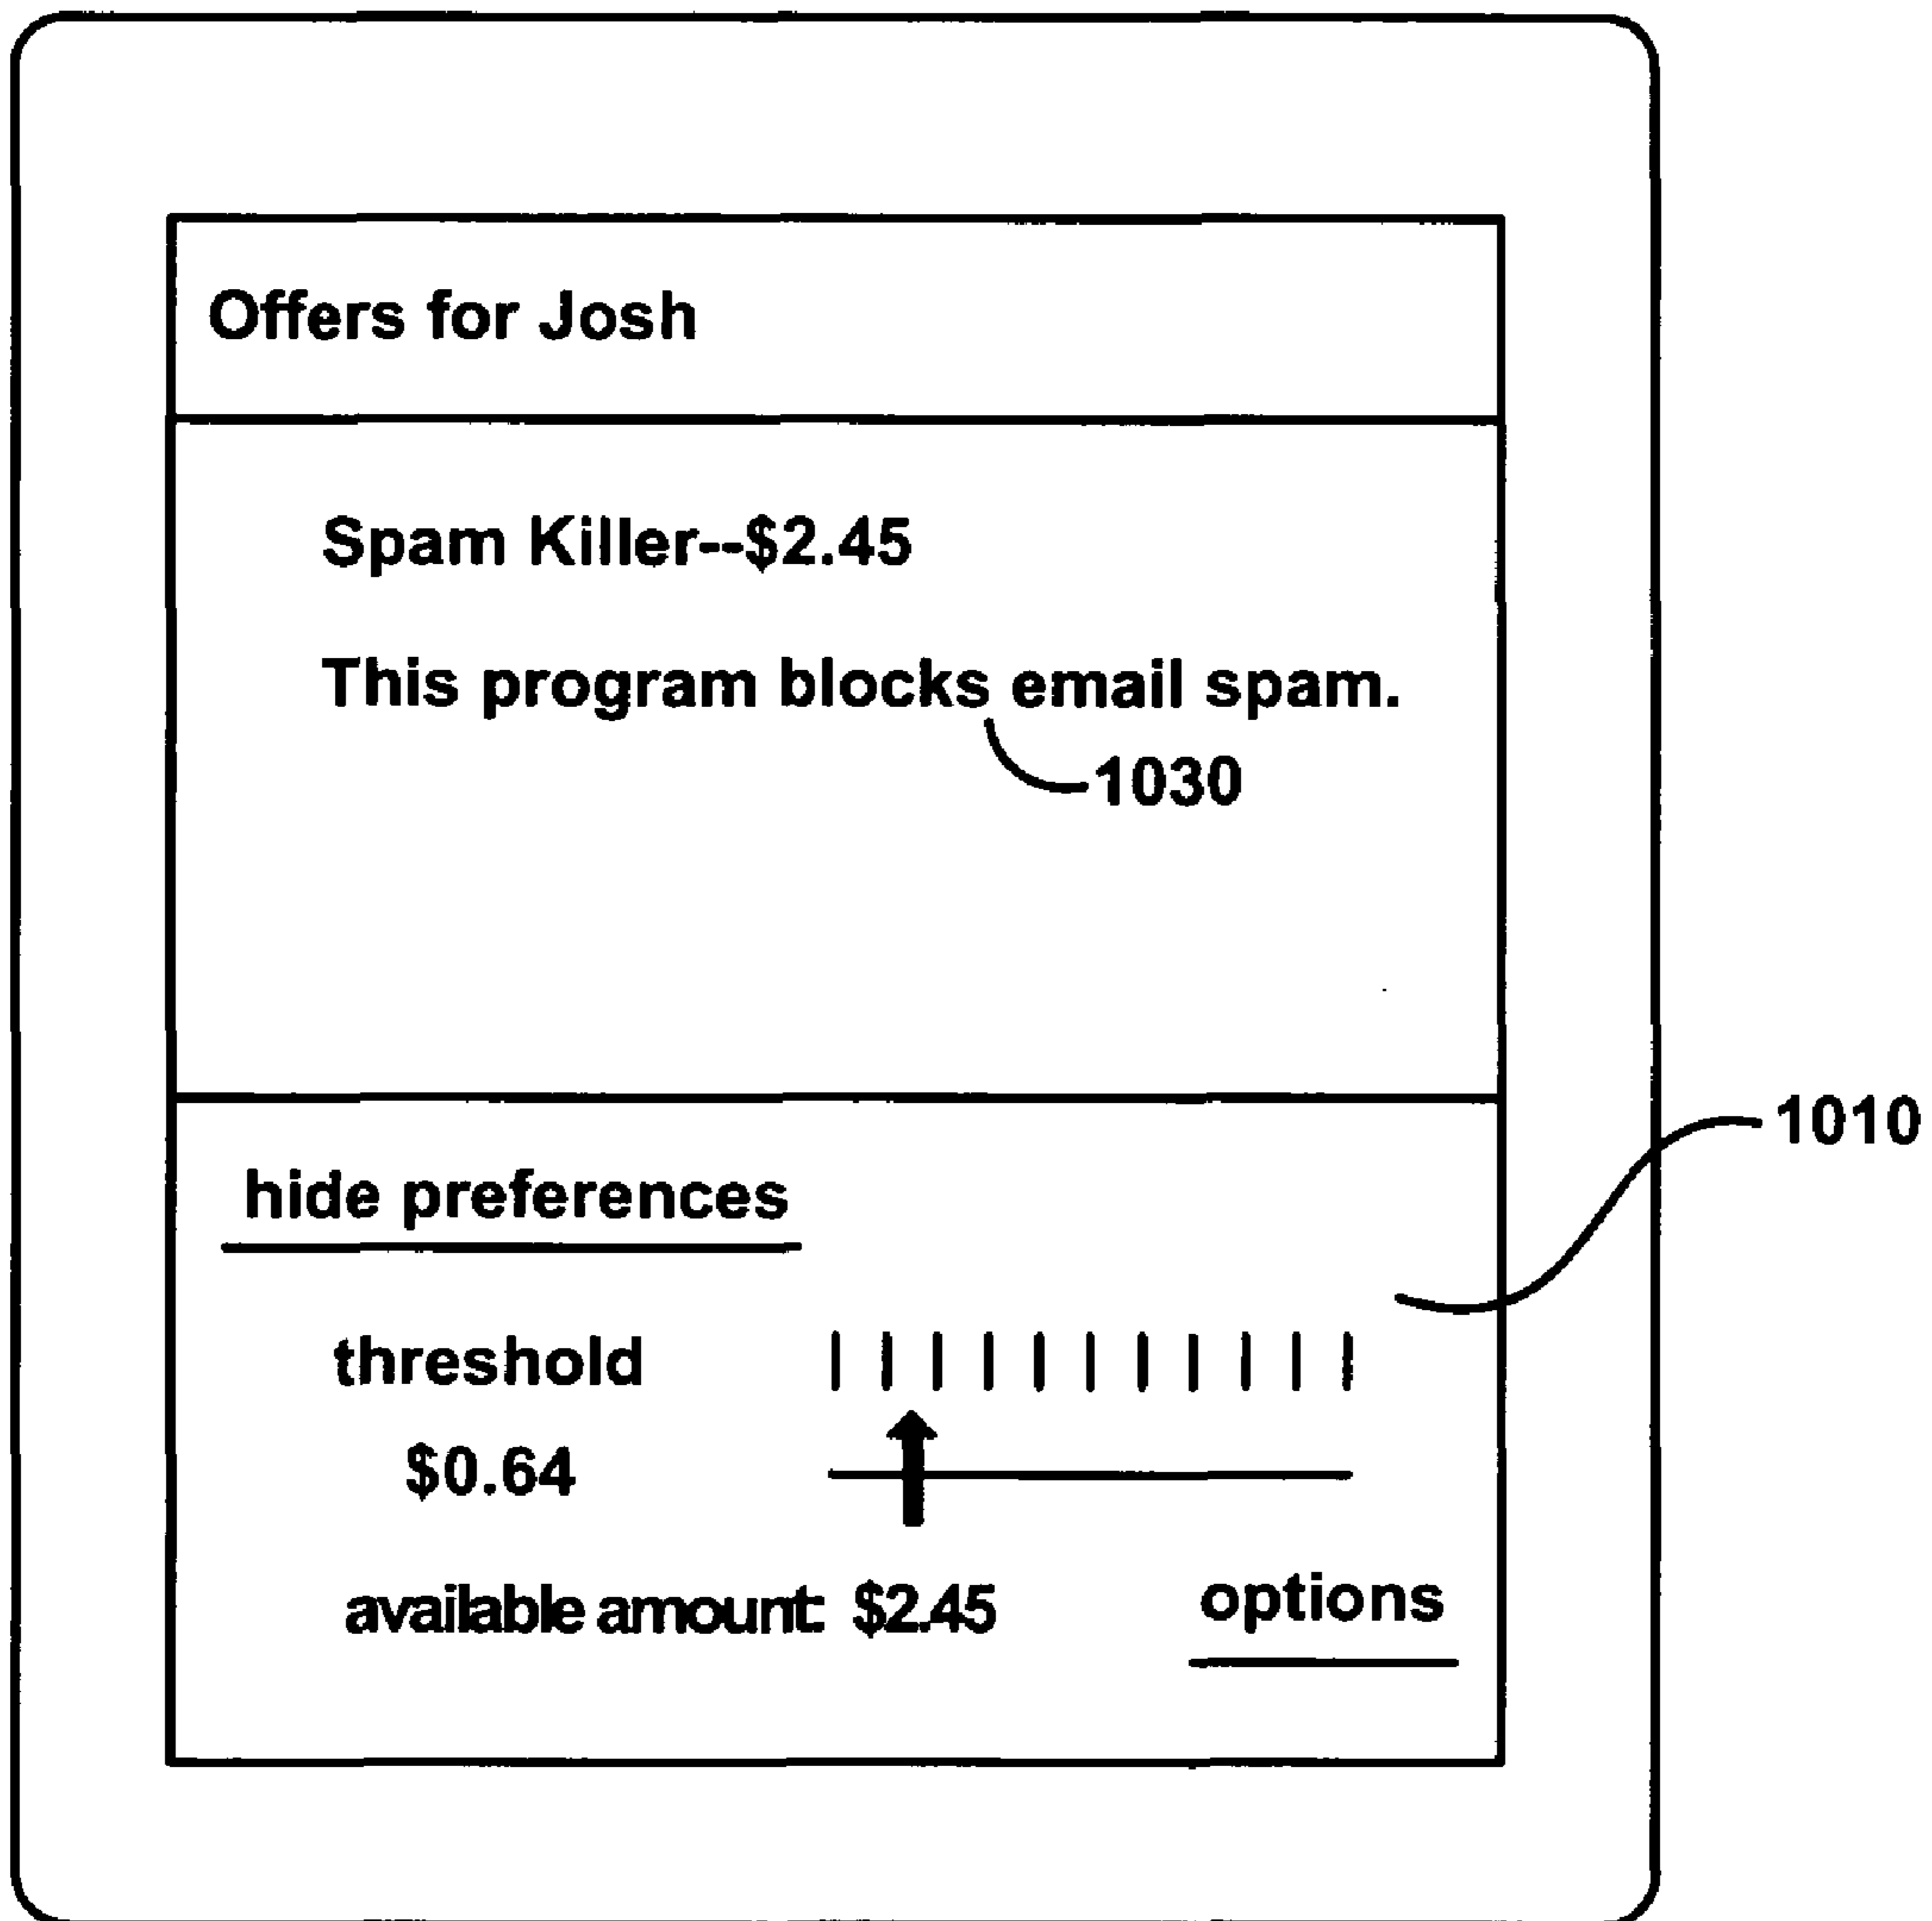 Offers for Josh
Spam Killer--$2.45
This program blocks email spam.
1030
1010
hide preferences
threshold
$0.64
available amount: $2.45
options